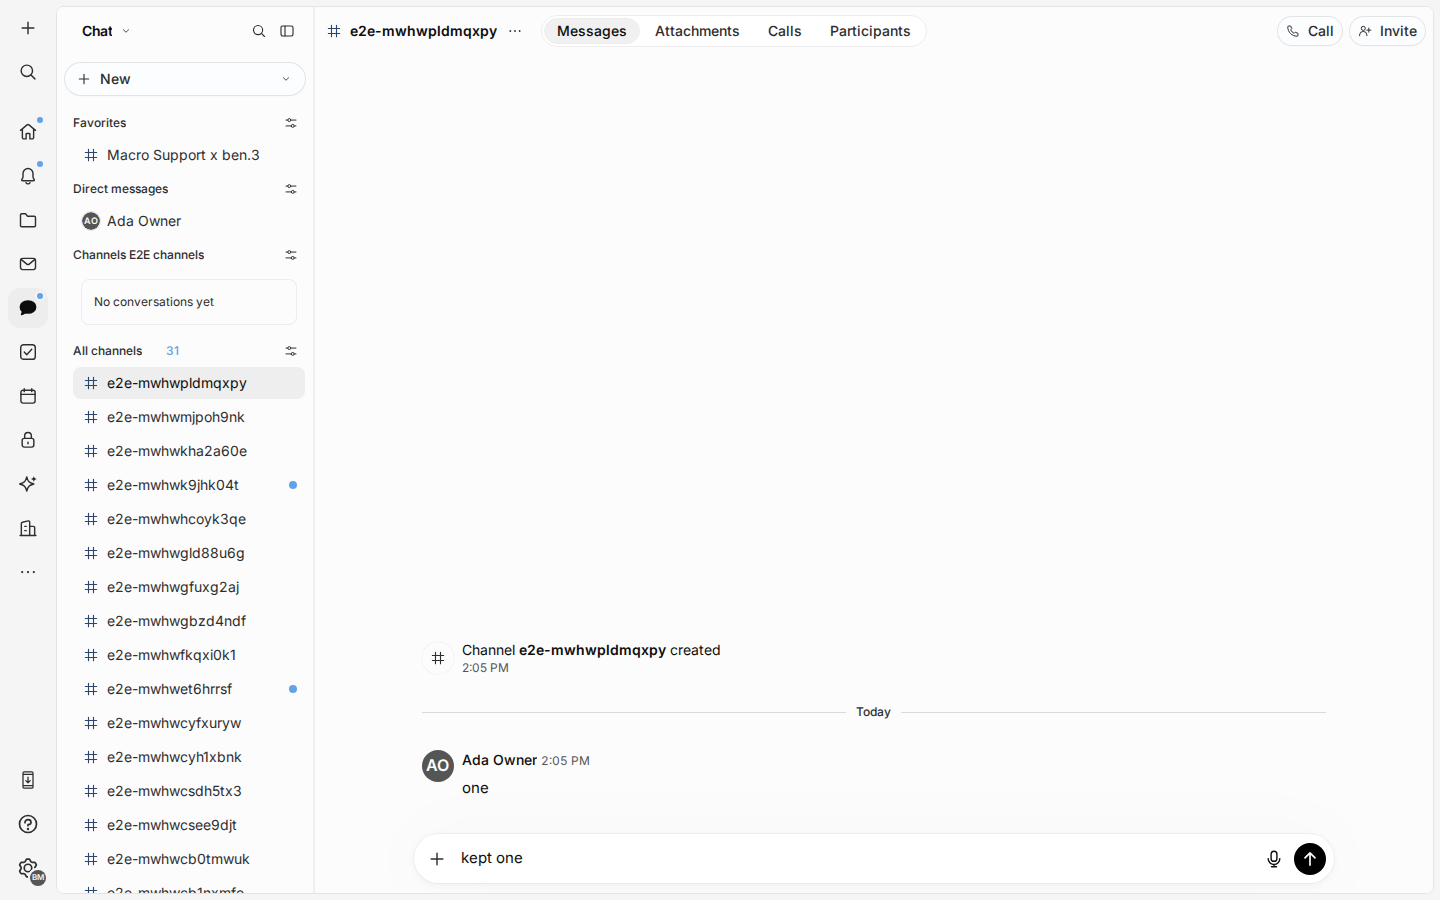 Chat
New
Favorites
Macro Support x ben.3
Direct messages
AO Ada Owner
Channels E2E channels
No conversations yet
All channels 31
e2e-mwhwpldmqxpy
e2e-mwhwmjpoh9nk
e2e-mwhwkha2a60e
e2e-mwhwk9jhk04t
e2e-mwhwhcoyk3qe
e2e-mwhwgld88u6g
e2e-mwhwgfuxg2aj
e2e-mwhwgbzd4ndf
e2e-mwhwfkqxi0k1
e2e-mwhwet6hrrsf
e2e-mwhwcyfxuryw
e2e-mwhwcyh1xbnk
e2e-mwhwcsdh5tx3
e2e-mwhwcsee9djt
e2e-mwhwcb0tmwuk
BM
e2e-mwhwpldmqxpy
Messages Attachments Calls Participants
Call Invite
Channel e2e-mwhwpldmqxpy created
2:05 PM
Today
AO Ada Owner 2:05 PM
one
kept one